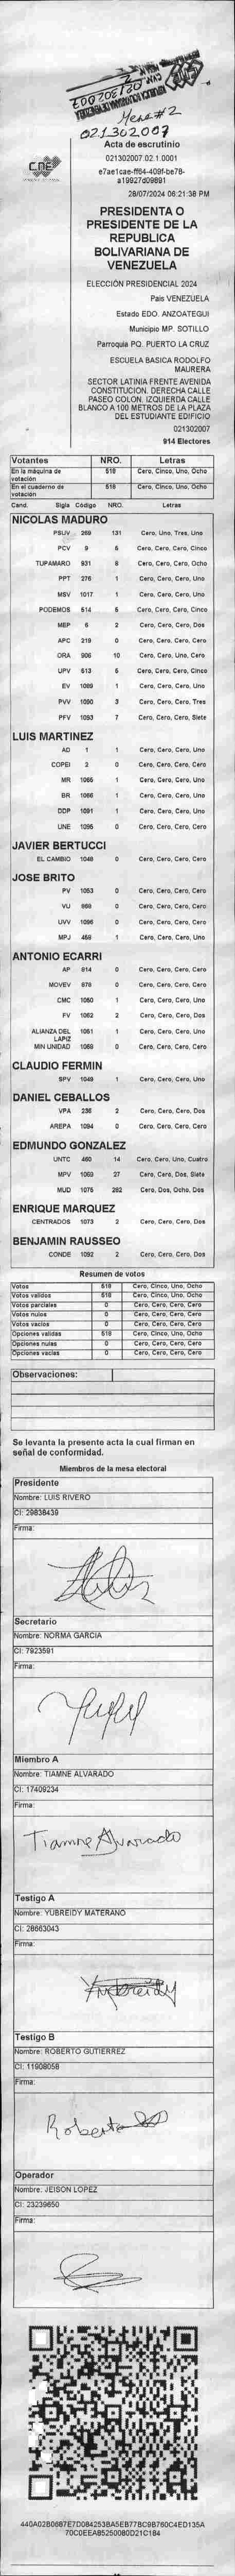 Mesa #2
021302007
CNE
Acta de escrutinio
021302007.02.1.0001
e7ae1cae-ff64-409f-be78-
a19927d09891
28/07/2024 06:21:38 PM
PRESIDENTA O
PRESIDENTE DE LA
REPUBLICA
BOLIVARIANA DE
VENEZUELA
ELECCIÓN PRESIDENCIAL 2024
País VENEZUELA
Estado EDO. ANZOATEGUI
Municipio MP. SOTILLO
Parroquia PQ. PUERTO LA CRUZ
ESCUELA BASICA RODOLFO
MAURERA
SECTOR LATINIA FRENTE AVENIDA
CONSTITUCION. DERECHA CALLE
PASEO COLON. IZQUIERDA CALLE
BLANCO A 100 METROS DE LA PLAZA
DEL ESTUDIANTE EDIFICIO
021302007
914 Electores
Votantes NRO. Letras
En la máquina de votación 518 Cero, Cinco, Uno, Ocho
En el cuaderno de votación 518 Cero, Cinco, Uno, Ocho
Cand. Sigla Código NRO. Letras
NICOLAS MADURO
PSUV 269 131 Cero, Uno, Tres, Uno
PCV 9 5 Cero, Cero, Cero, Cinco
TUPAMARO 931 8 Cero, Cero, Cero, Ocho
PPT 276 1 Cero, Cero, Cero, Uno
MSV 1017 1 Cero, Cero, Cero, Uno
PODEMOS 514 5 Cero, Cero, Cero, Cinco
MEP 6 2 Cero, Cero, Cero, Dos
APC 219 0 Cero, Cero, Cero, Cero
ORA 906 10 Cero, Cero, Uno, Cero
UPV 513 5 Cero, Cero, Cero, Cinco
EV 1089 1 Cero, Cero, Cero, Uno
PVV 1090 3 Cero, Cero, Cero, Tres
PFV 1093 7 Cero, Cero, Cero, Siete
LUIS MARTINEZ
AD 1 1 Cero, Cero, Cero, Uno
COPEI 2 0 Cero, Cero, Cero, Cero
MR 1065 1 Cero, Cero, Cero, Uno
BR 1066 1 Cero, Cero, Cero, Uno
DDP 1091 1 Cero, Cero, Cero, Uno
UNE 1095 0 Cero, Cero, Cero, Cero
JAVIER BERTUCCI
EL CAMBIO 1048 0 Cero, Cero, Cero, Cero
JOSE BRITO
PV 1053 0 Cero, Cero, Cero, Cero
VU 868 0 Cero, Cero, Cero, Cero
UVV 1096 0 Cero, Cero, Cero, Cero
MPJ 459 1 Cero, Cero, Cero, Uno
ANTONIO ECARRI
AP 814 0 Cero, Cero, Cero, Cero
MOVEV 878 0 Cero, Cero, Cero, Cero
CMC 1050 1 Cero, Cero, Cero, Uno
FV 1062 2 Cero, Cero, Cero, Dos
ALIANZA DEL LAPIZ 1051 1 Cero, Cero, Cero, Uno
MIN UNIDAD 1069 0 Cero, Cero, Cero, Cero
CLAUDIO FERMIN
SPV 1049 1 Cero, Cero, Cero, Uno
DANIEL CEBALLOS
VPA 236 2 Cero, Cero, Cero, Dos
AREPA 1094 0 Cero, Cero, Cero, Cero
EDMUNDO GONZALEZ
UNTC 460 14 Cero, Cero, Uno, Cuatro
MPV 1059 27 Cero, Cero, Dos, Siete
MUD 1075 282 Cero, Dos, Ocho, Dos
ENRIQUE MARQUEZ
CENTRADOS 1073 2 Cero, Cero, Cero, Dos
BENJAMIN RAUSSEO
CONDE 1092 2 Cero, Cero, Cero, Dos
Resumen de votos
Votos 518 Cero, Cinco, Uno, Ocho
Votos validos 518 Cero, Cinco, Uno, Ocho
Votos parciales 0 Cero, Cero, Cero, Cero
Votos nulos 0 Cero, Cero, Cero, Cero
Votos vacios 0 Cero, Cero, Cero, Cero
Opciones validas 518 Cero, Cinco, Uno, Ocho
Opciones nulas 0 Cero, Cero, Cero, Cero
Opciones vacias 0 Cero, Cero, Cero, Cero
Observaciones:
Se levanta la presente acta la cual firman en
señal de conformidad.
Miembros de la mesa electoral
Presidente
Nombre: LUIS RIVERO
CI: 29838439
Firma:
Secretario
Nombre: NORMA GARCIA
CI: 7923591
Firma:
Miembro A
Nombre: TIAMNE ALVARADO
CI: 17409234
Firma:
Tiamne Alvarado
Testigo A
Nombre: YUBREIDY MATERANO
CI: 28663043
Firma:
Yubreidy
Testigo B
Nombre: ROBERTO GUTIERREZ
CI: 11908058
Firma:
Roberto
Operador
Nombre: JEISON LOPEZ
CI: 23239650
Firma:
440A02B0687E7D084253BA5EB77BC9B760C4ED135A
70C0EEA85250080D21C184